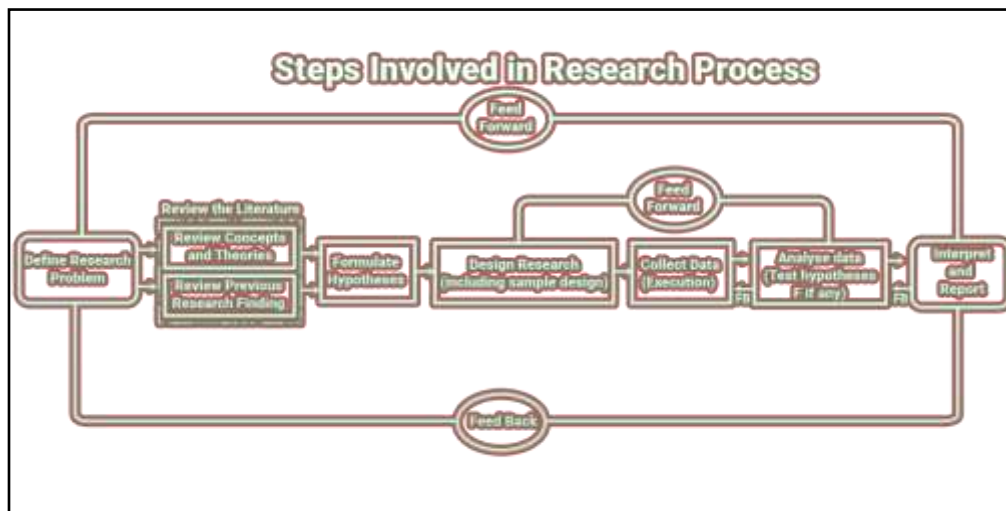 Steps Involved in Research Process
Feed
Forward
Feed
Forward
Review the Literature
Define Research
Problem
Review Concepts
and Theories
Review Previous
Research Finding
Formulate
Hypotheses
Design Research
(including sample design)
Collect Data
(Execution)
FB
Analyse data
(Test hypotheses
F if any)
FB
Interpret
and
Report
Feed Back